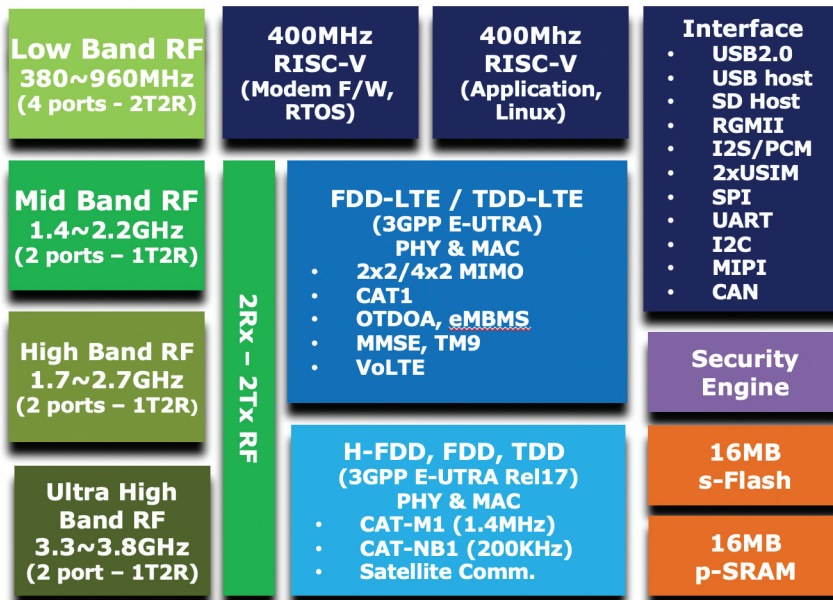 Low Band RF
380~960MHz
(4 ports - 2T2R)
400MHz
RISC-V
(Modem F/W,
RTOS)
400Mhz
RISC-V
(Application,
Linux)
Interface
• USB2.0
• USB host
• SD Host
• RGMII
• I2S/PCM
• 2xUSIM
• SPI
• UART
• I2C
• MIPI
• CAN
Mid Band RF
1.4~2.2GHz
(2 ports – 1T2R)
High Band RF
1.7~2.7GHz
(2 ports – 1T2R)
Ultra High
Band RF
3.3~3.8GHz
(2 port – 1T2R)
2Rx – 2Tx RF
FDD-LTE / TDD-LTE
(3GPP E-UTRA)
PHY & MAC
• 2x2/4x2 MIMO
• CAT1
• OTDOA, eMBMS
• MMSE, TM9
• VoLTE
H-FDD, FDD, TDD
(3GPP E-UTRA Rel17)
PHY & MAC
• CAT-M1 (1.4MHz)
• CAT-NB1 (200KHz)
• Satellite Comm.
Security
Engine
16MB
s-Flash
16MB
p-SRAM